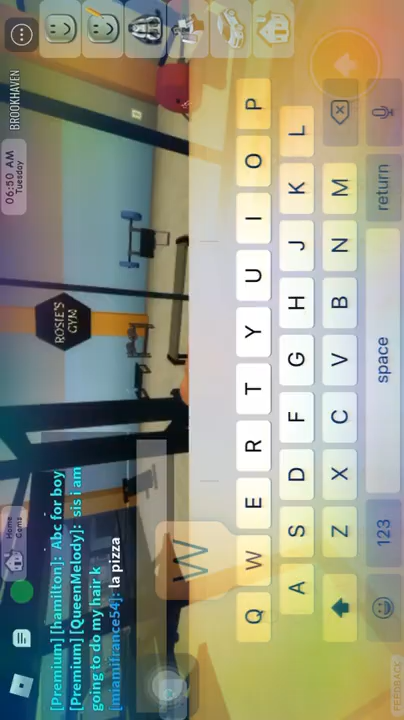 BROOKHAVEN
06:50 AM
Tuesday
ROSIE'S
GYM
[Premium] [hamilton]: Abc for boy
[Premium] [QueenMelody]: sis i am
going to do my hair k
[miamifrance54]: la pizza
W
Q W E R T Y U I O P
A S D F G H J K L
Z X C V B N M
123 space return
FEEDBACK